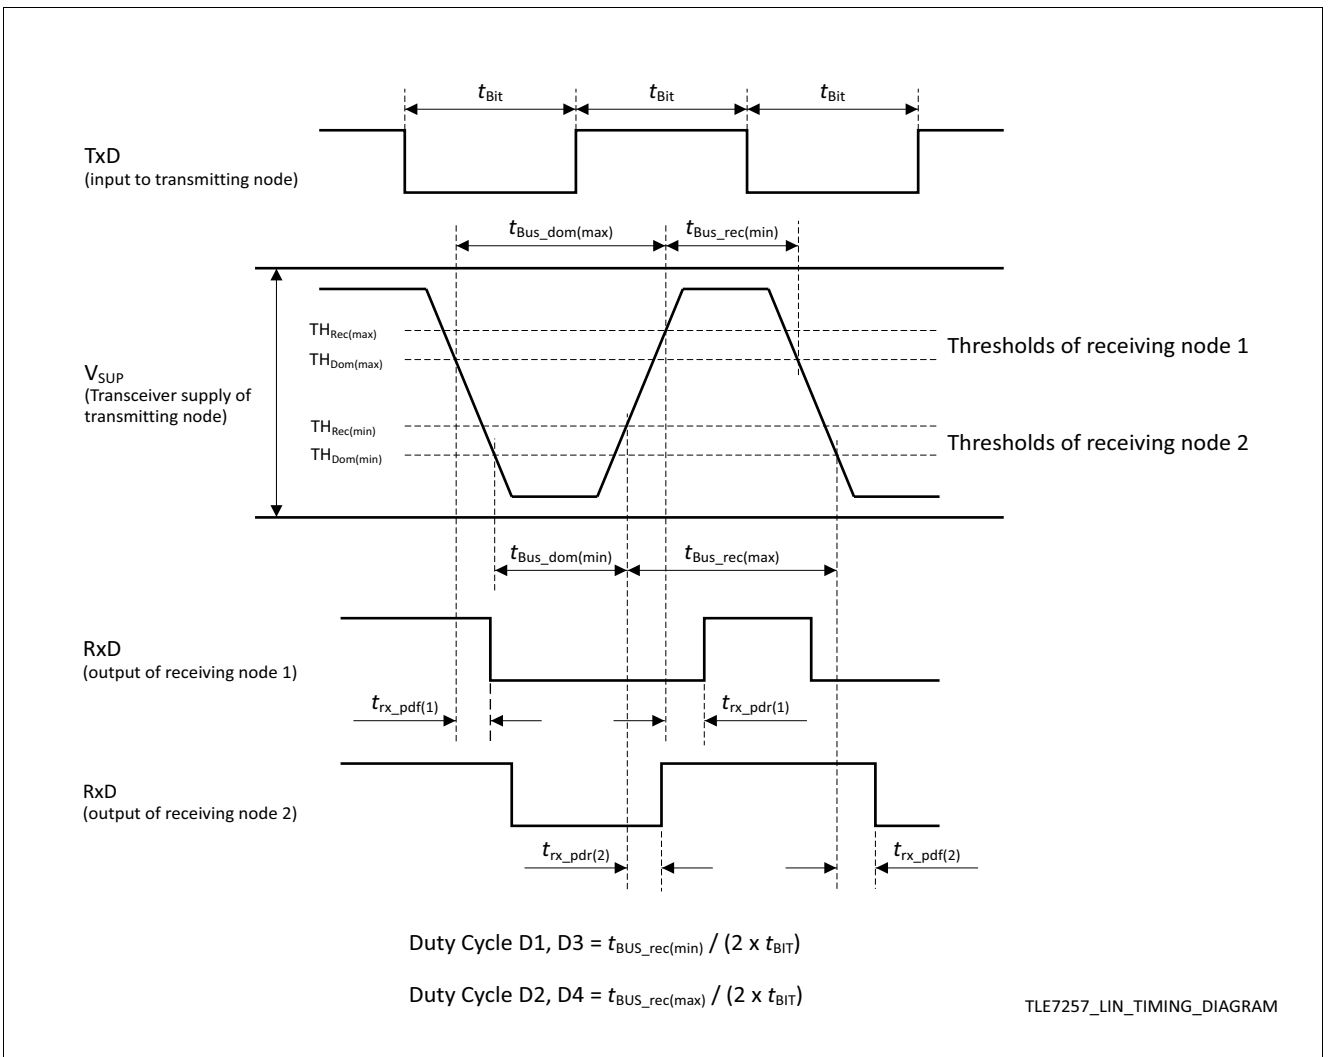 tBit tBit tBit
TxD
(input to transmitting node)
tBus_dom(max) tBus_rec(min)
THRec(max)
THDom(max)
Thresholds of receiving node 1
VSUP
(Transceiver supply of
transmitting node)
THRec(min)
THDom(min)
Thresholds of receiving node 2
tBus_dom(min) tBus_rec(max)
RxD
(output of receiving node 1)
trx_pdf(1) trx_pdr(1)
RxD
(output of receiving node 2)
trx_pdr(2) trx_pdf(2)
Duty Cycle D1, D3 = tBUS_rec(min) / (2 x tBIT)
Duty Cycle D2, D4 = tBUS_rec(max) / (2 x tBIT)
TLE7257_LIN_TIMING_DIAGRAM